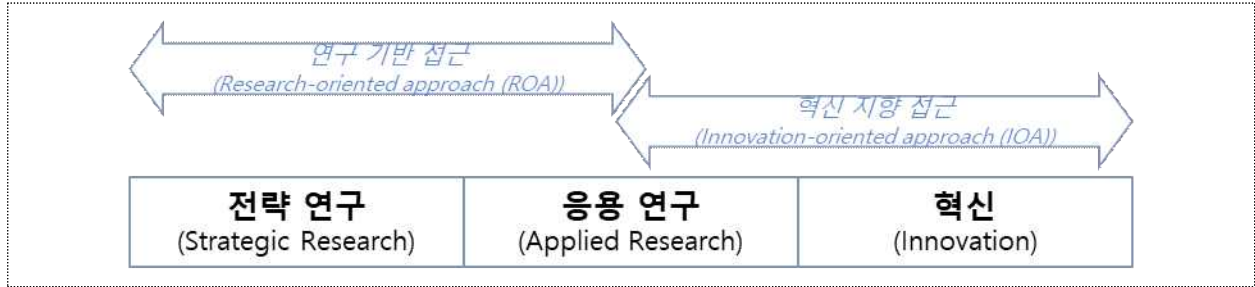 연구 기반 접근
(Research-oriented approach (ROA))
혁신 지향 접근
(Innovation-oriented approach (IOA))
전략 연구
(Strategic Research)
응용 연구
(Applied Research)
혁신
(Innovation)